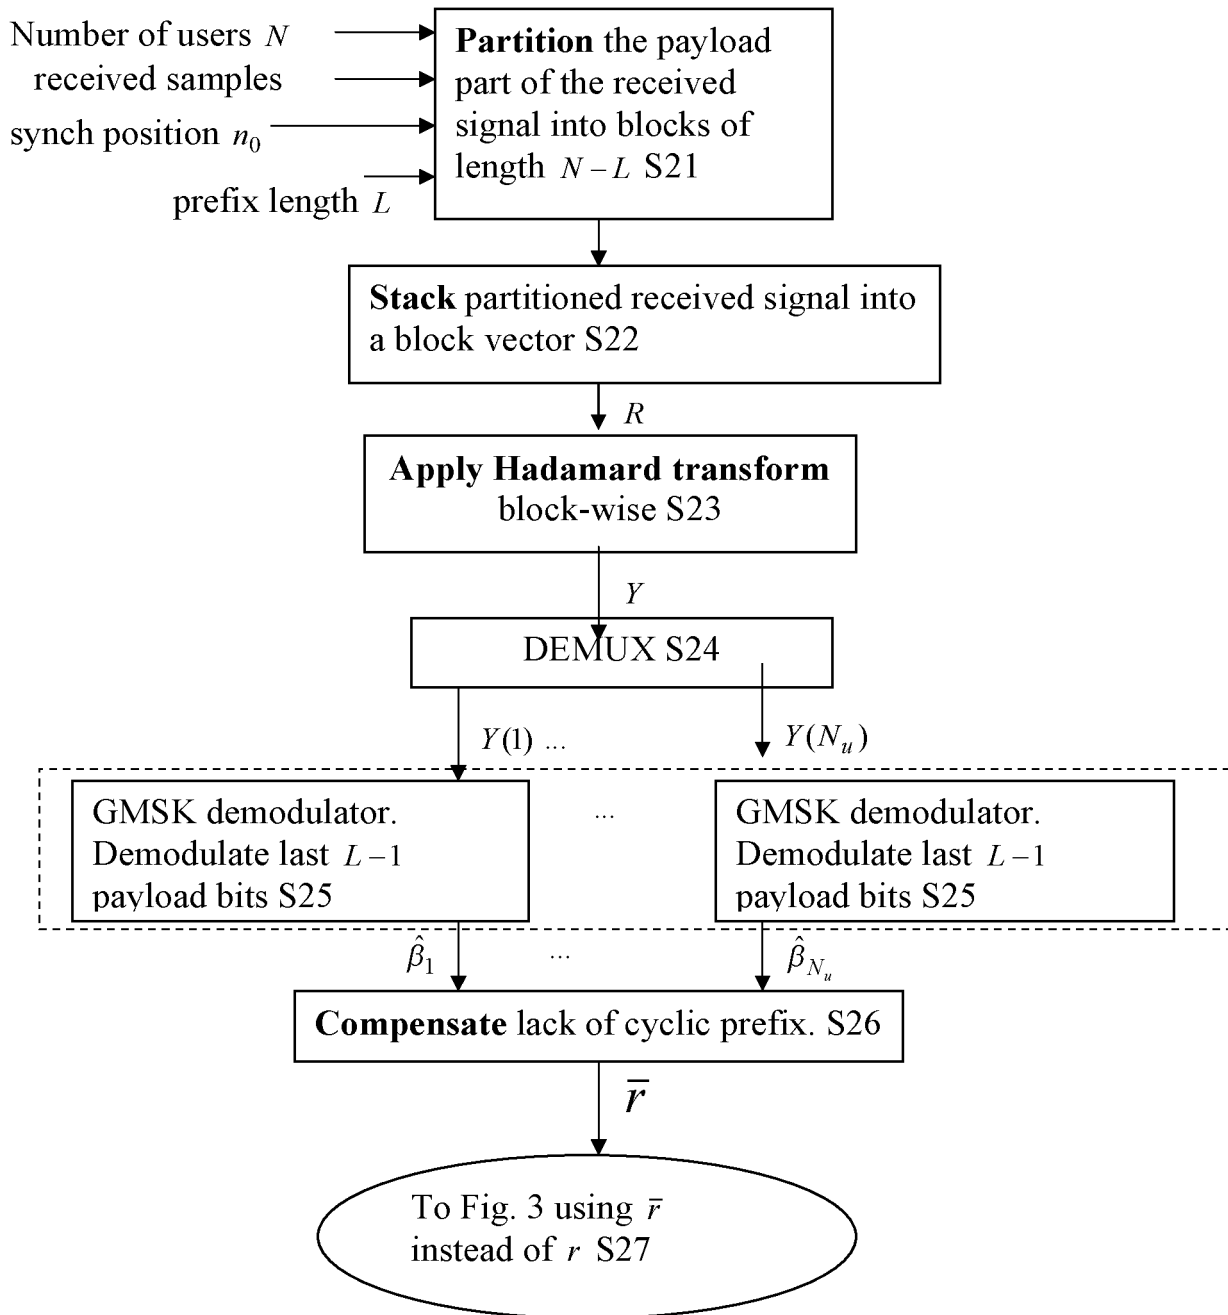 Number of users N
received samples
synch position n₀
prefix length L
Partition the payload
part of the received
signal into blocks of
length N – L S21
Stack partitioned received signal into
a block vector S22
R
Apply Hadamard transform
block-wise S23
Y
DEMUX S24
Y(1) ...
Y(Nᵤ)
GMSK demodulator.
Demodulate last L – 1
payload bits S25
...
GMSK demodulator.
Demodulate last L – 1
payload bits S25
β̂₁
...
β̂_{N_u}
Compensate lack of cyclic prefix. S26
r̄
To Fig. 3 using r̄
instead of r S27